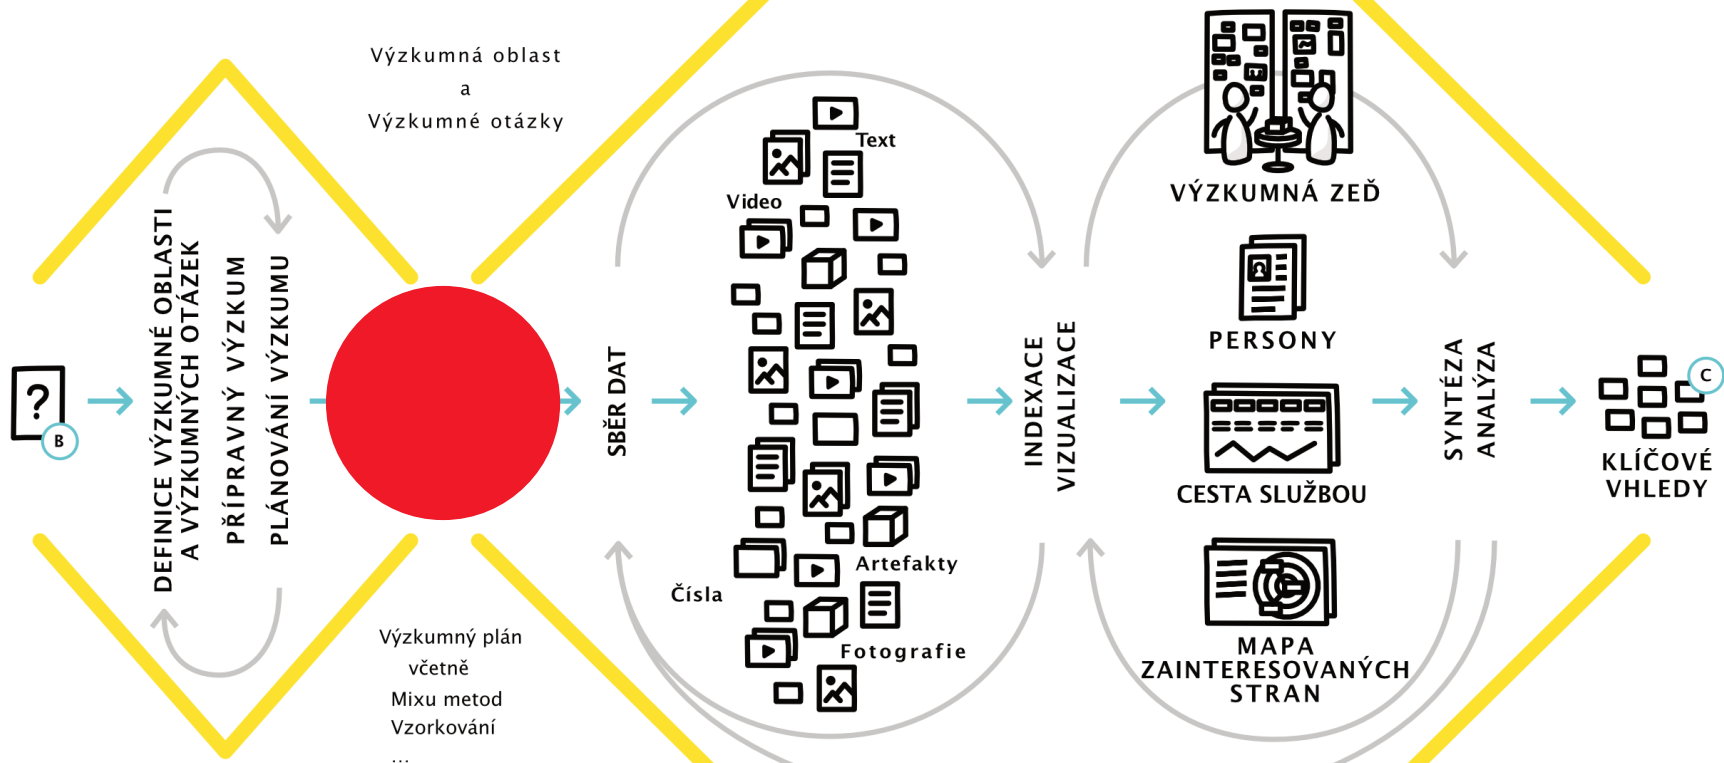 Výzkumná oblast
a
Výzkumné otázky
B
DEFINICE VÝZKUMNÉ OBLASTI
A VÝZKUMNÝCH OTÁZEK
PŘÍPRAVNÝ VÝZKUM
PLÁNOVÁNÍ VÝZKUMU
Výzkumný plán
včetně
Mixu metod
Vzorkování
...
SBĚR DAT
Text
Video
Artefakty
Čísla
Fotografie
INDEXACE
VIZUALIZACE
VÝZKUMNÁ ZEĎ
PERSONY
CESTA SLUŽBOU
MAPA
ZAINTERESOVANÝCH
STRAN
SYNTÉZA
ANALÝZA
C
KLÍČOVÉ
VHLEDY